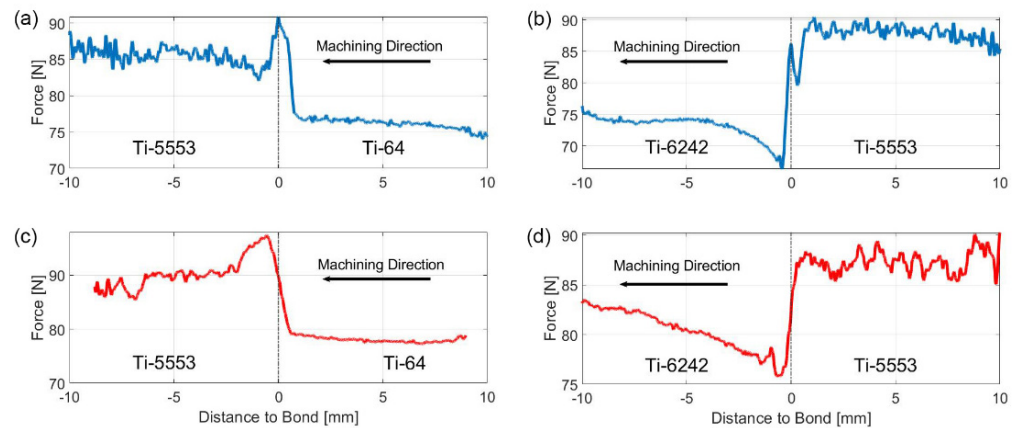 (a)
Force [N]
90
85
80
75
70
Machining Direction
Ti-5553
Ti-64
-10
-5
0
5
10
(b)
Force [N]
90
85
80
75
70
Machining Direction
Ti-6242
Ti-5553
-10
-5
0
5
10
(c)
Force [N]
90
80
70
Machining Direction
Ti-5553
Ti-64
-10
-5
0
5
10
Distance to Bond [mm]
(d)
Force [N]
90
85
80
75
Machining Direction
Ti-6242
Ti-5553
-10
-5
0
5
10
Distance to Bond [mm]